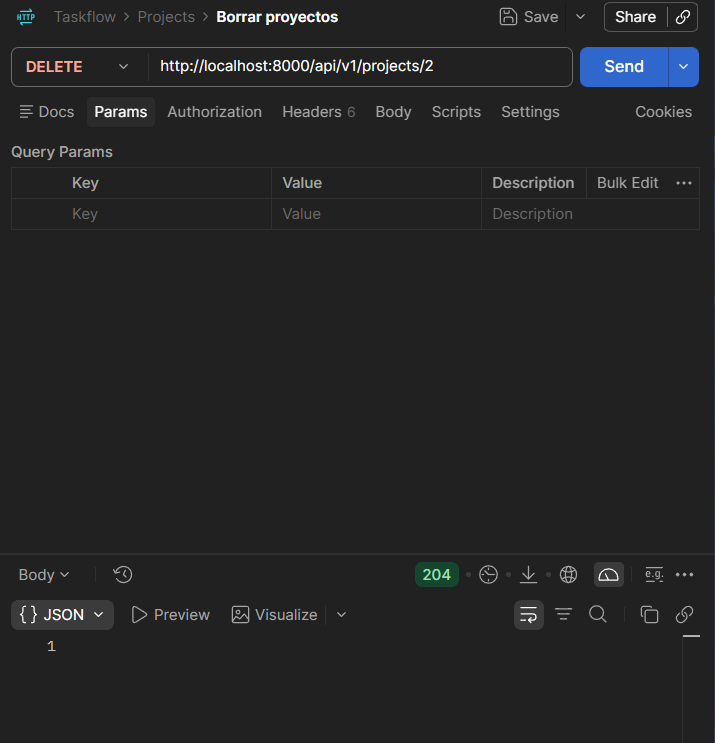 HTTP Taskflow > Projects > Borrar proyectos Save Share
DELETE http://localhost:8000/api/v1/projects/2 Send
Docs Params Authorization Headers 6 Body Scripts Settings Cookies
Query Params
Key Value Description Bulk Edit ...
Key Value Description
Body 204 e.g. ...
{ } JSON Preview Visualize
1